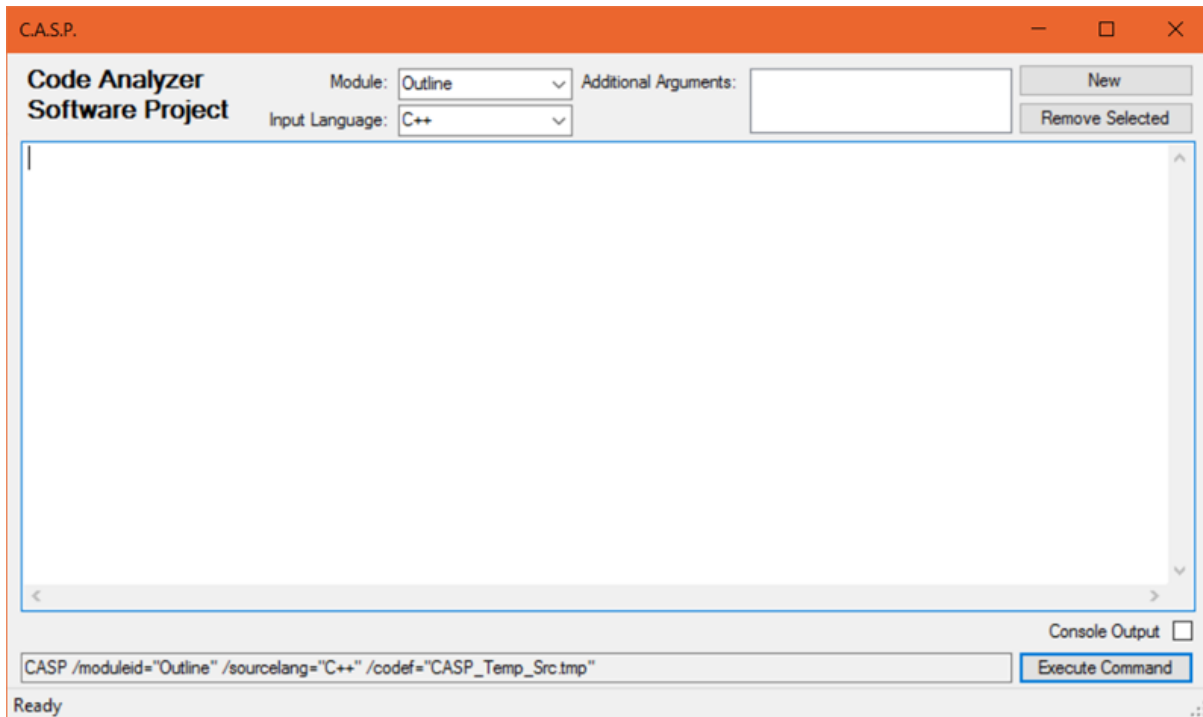 C.A.S.P.
Code Analyzer
Software Project
Module: Outline
Input Language: C++
Additional Arguments:
New
Remove Selected
Console Output
CASP /moduleid="Outline" /sourcelang="C++" /codef="CASP_Temp_Src.tmp"
Execute Command
Ready